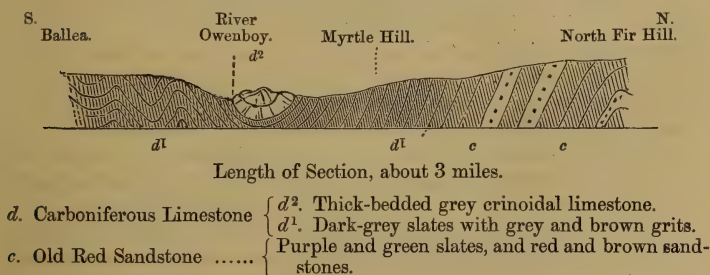 S. River N.
Ballea. Owenboy. Myrtle Hill. North Fir Hill.
d².
d¹ d¹ c c
Length of Section, about 3 miles.
d. Carboniferous Limestone { d². Thick-bedded grey crinoidal limestone.
d¹. Dark-grey slates with grey and brown grits.
c. Old Red Sandstone ...... { Purple and green slates, and red and brown sand-
stones.